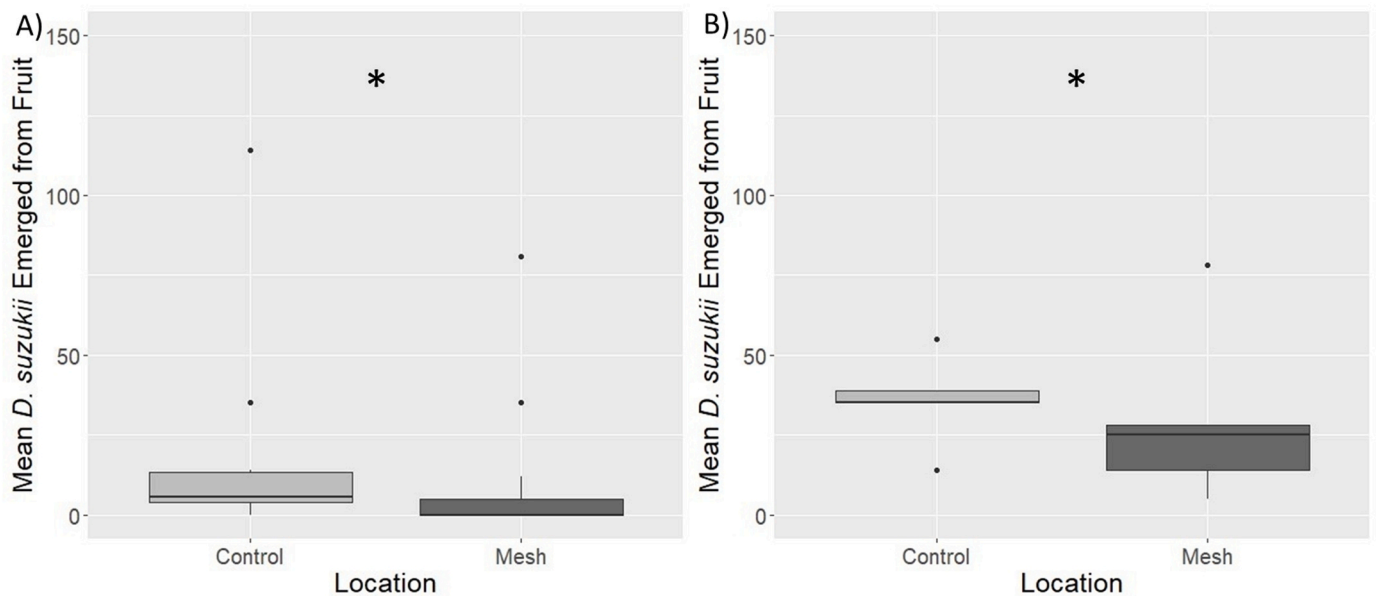 A)
Mean D. suzukii Emerged from Fruit
150
100
50
0
*
Control Mesh
Location
B)
Mean D. suzukii Emerged from Fruit
150
100
50
0
*
Control Mesh
Location